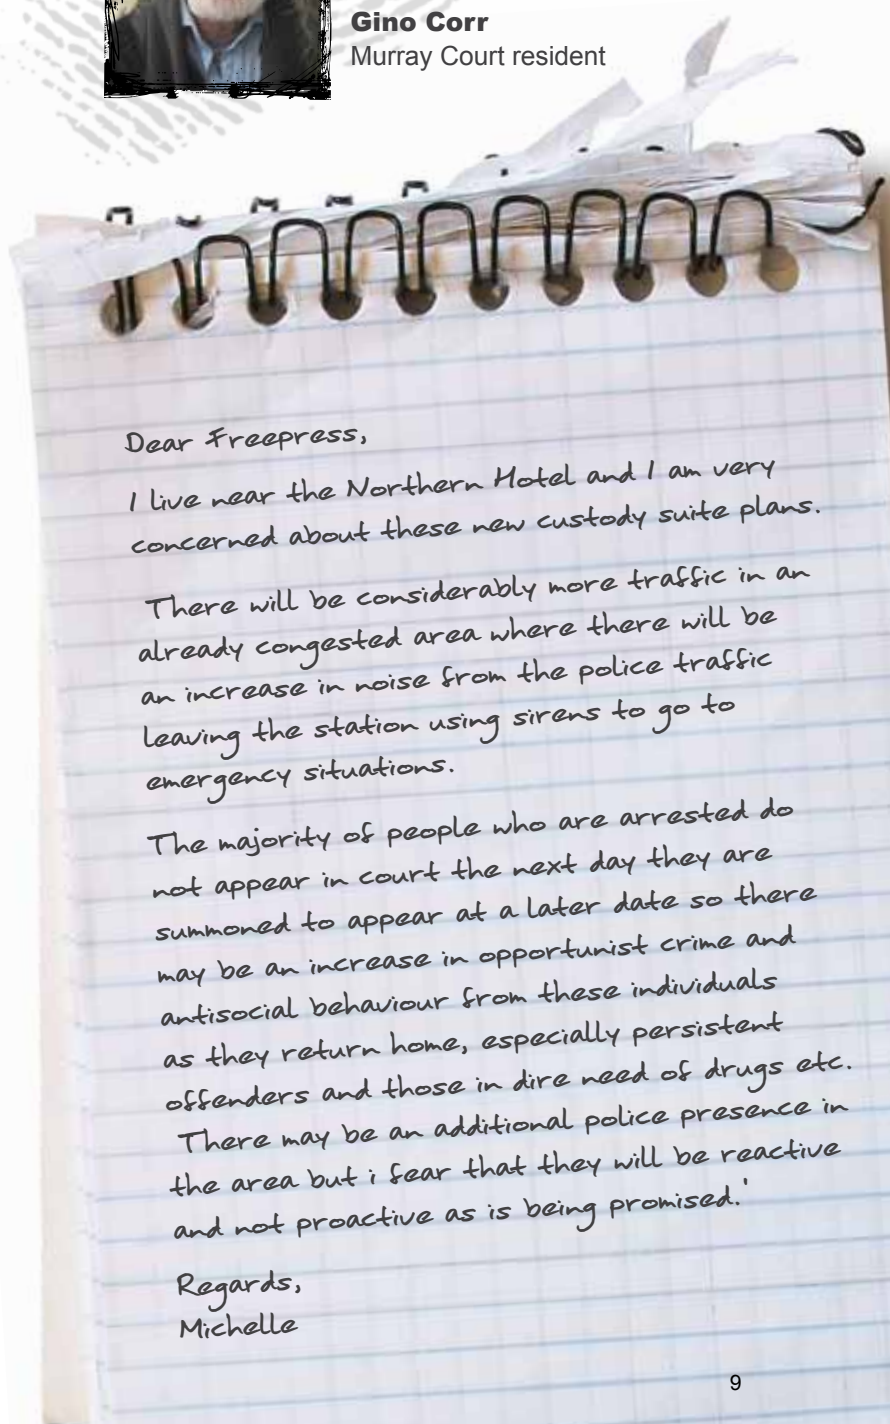 Gino Corr
Murray Court resident
Dear Freepress,
I live near the Northern Hotel and I am very
concerned about these new custody suite plans.
There will be considerably more traffic in an
already congested area where there will be
an increase in noise from the police traffic
leaving the station using sirens to go to
emergency situations.
The majority of people who are arrested do
not appear in court the next day they are
summoned to appear at a later date so there
may be an increase in opportunist crime and
antisocial behaviour from these individuals
as they return home, especially persistent
offenders and those in dire need of drugs etc.
There may be an additional police presence in
the area but i fear that they will be reactive
and not proactive as is being promised.'
Regards,
Michelle
9